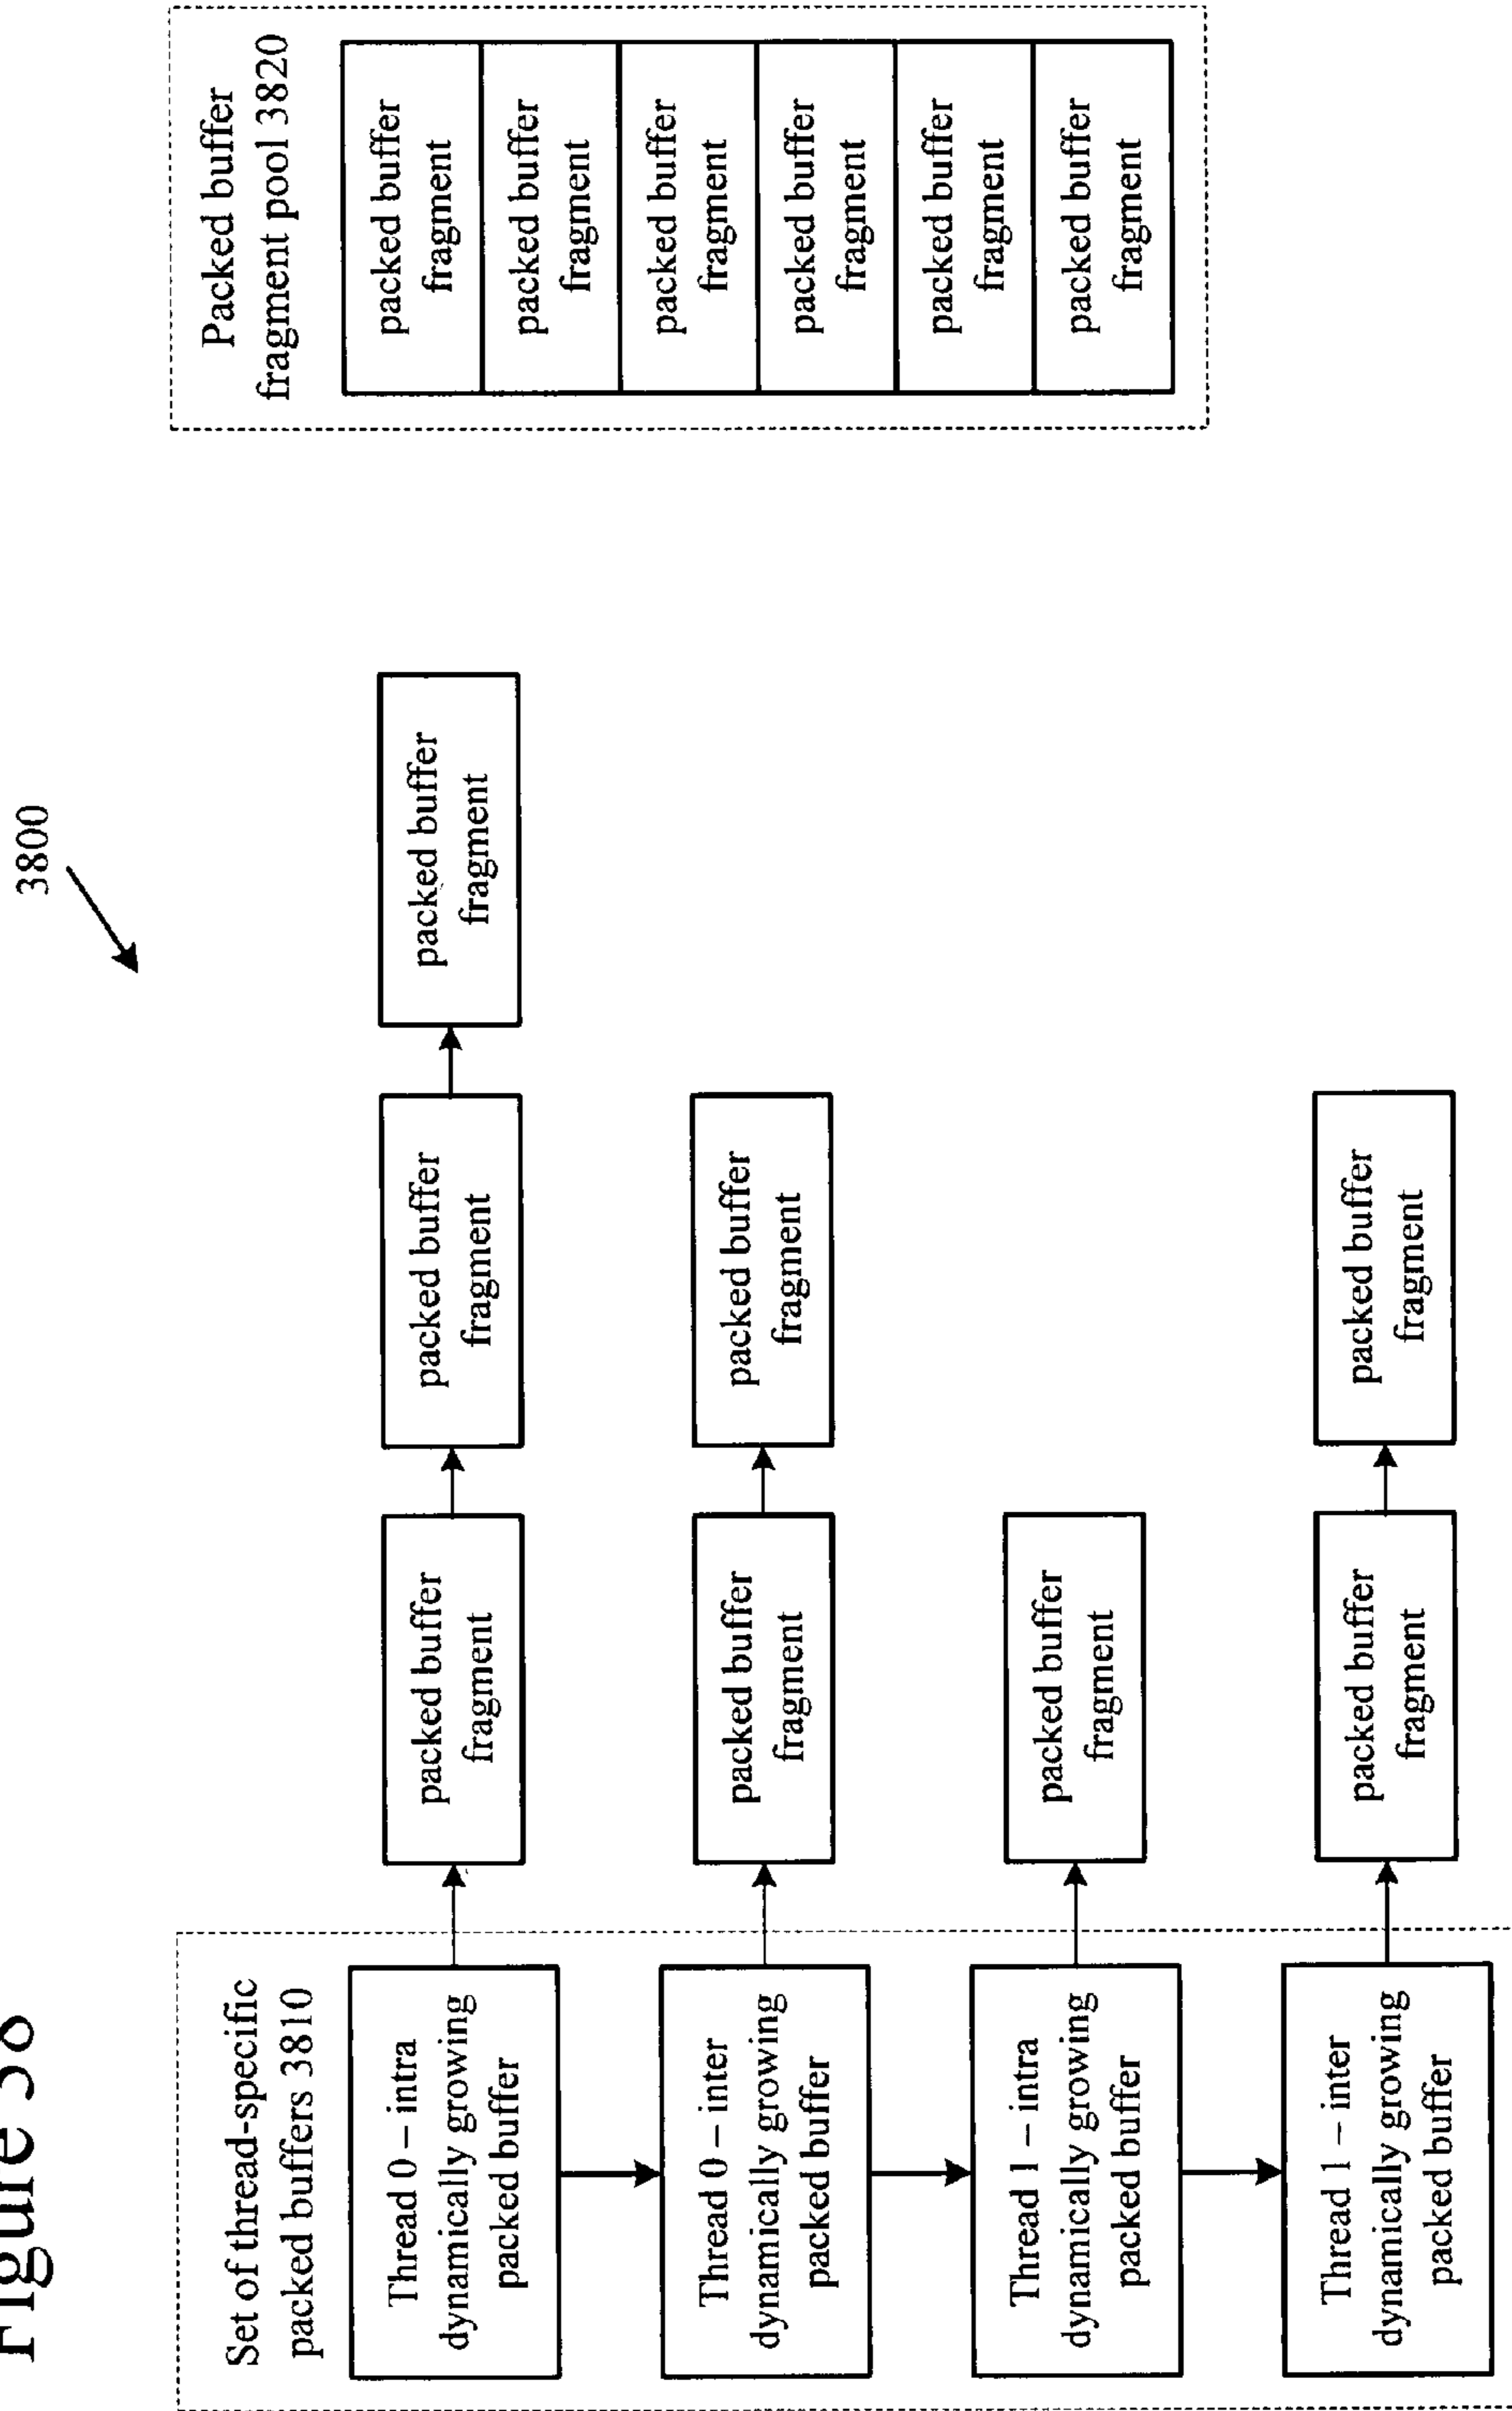 Figure 38
3800
Set of thread-specific
packed buffers 3810
Thread 0 – intra
dynamically growing
packed buffer
packed buffer
fragment
packed buffer
fragment
packed buffer
fragment
Thread 0 – inter
dynamically growing
packed buffer
packed buffer
fragment
packed buffer
fragment
Thread 1 – intra
dynamically growing
packed buffer
packed buffer
fragment
Thread 1 – inter
dynamically growing
packed buffer
packed buffer
fragment
packed buffer
fragment
Packed buffer
fragment pool 3820
packed buffer
fragment
packed buffer
fragment
packed buffer
fragment
packed buffer
fragment
packed buffer
fragment
packed buffer
fragment